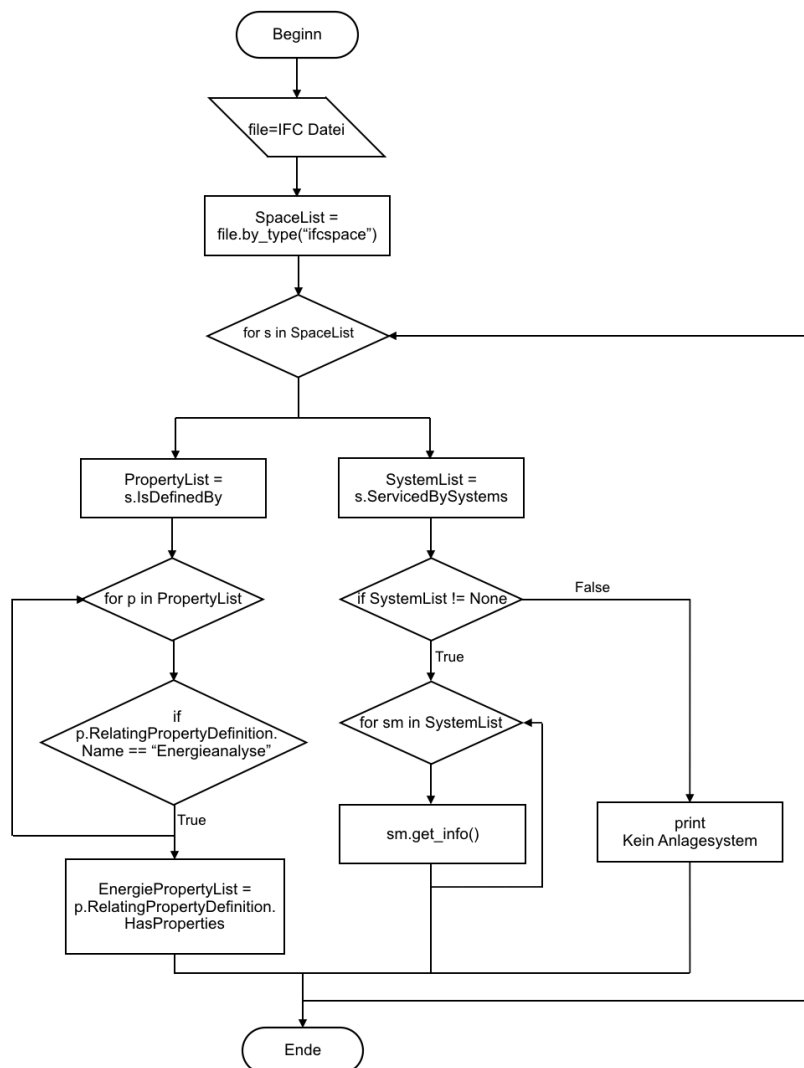 Beginn
file=IFC Datei
SpaceList =
file.by_type(“ifcspace”)
for s in SpaceList
PropertyList =
s.IsDefinedBy
SystemList =
s.ServicedBySystems
for p in PropertyList
if SystemList != None
False
True
if
p.RelatingPropertyDefinition.
Name == “Energieanalyse”
for sm in SystemList
True
sm.get_info()
print
Kein Anlagesystem
EnergiePropertyList =
p.RelatingPropertyDefinition.
HasProperties
Ende